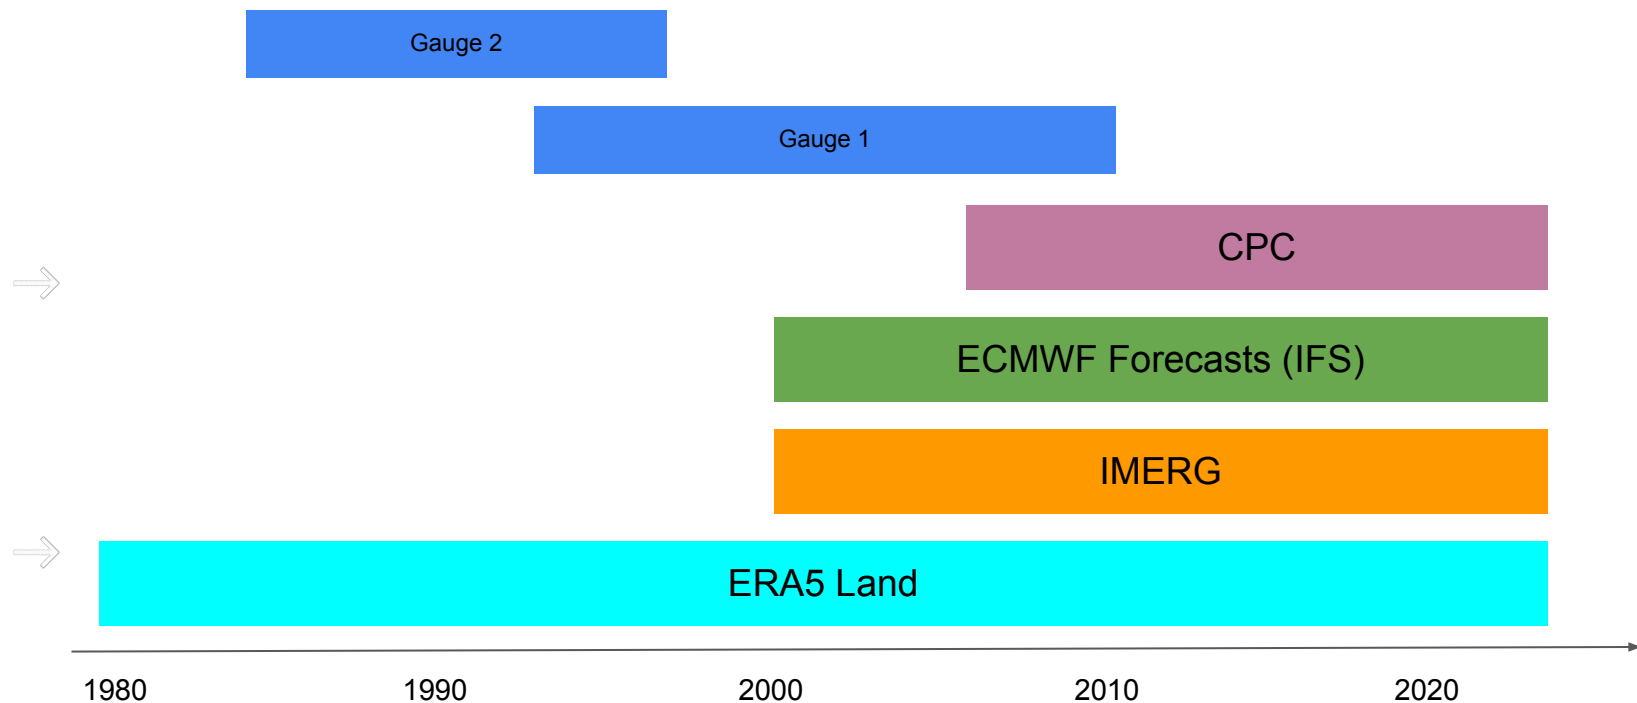 Gauge 2
Gauge 1
CPC
ECMWF Forecasts (IFS)
IMERG
ERA5 Land
1980 1990 2000 2010 2020